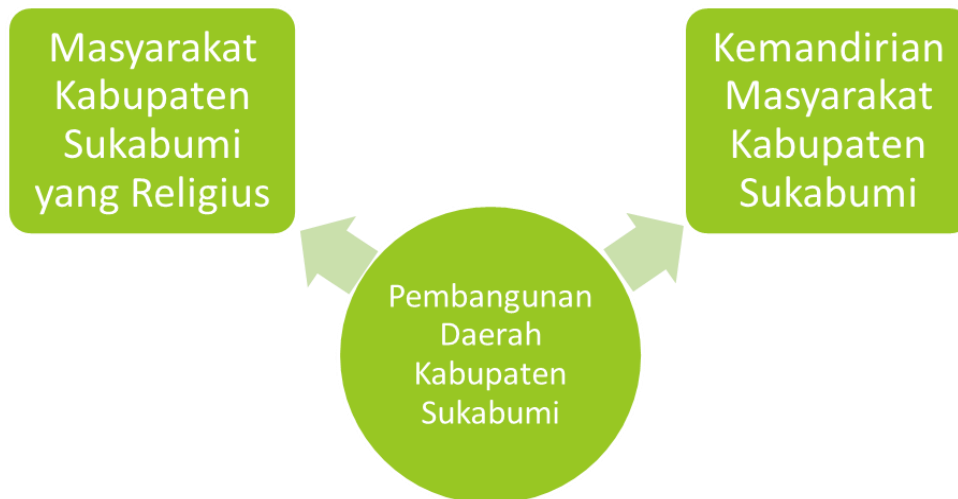 Masyarakat
Kabupaten
Sukabumi
yang Religius
Kemandirian
Masyarakat
Kabupaten
Sukabumi
Pembangunan
Daerah
Kabupaten
Sukabumi